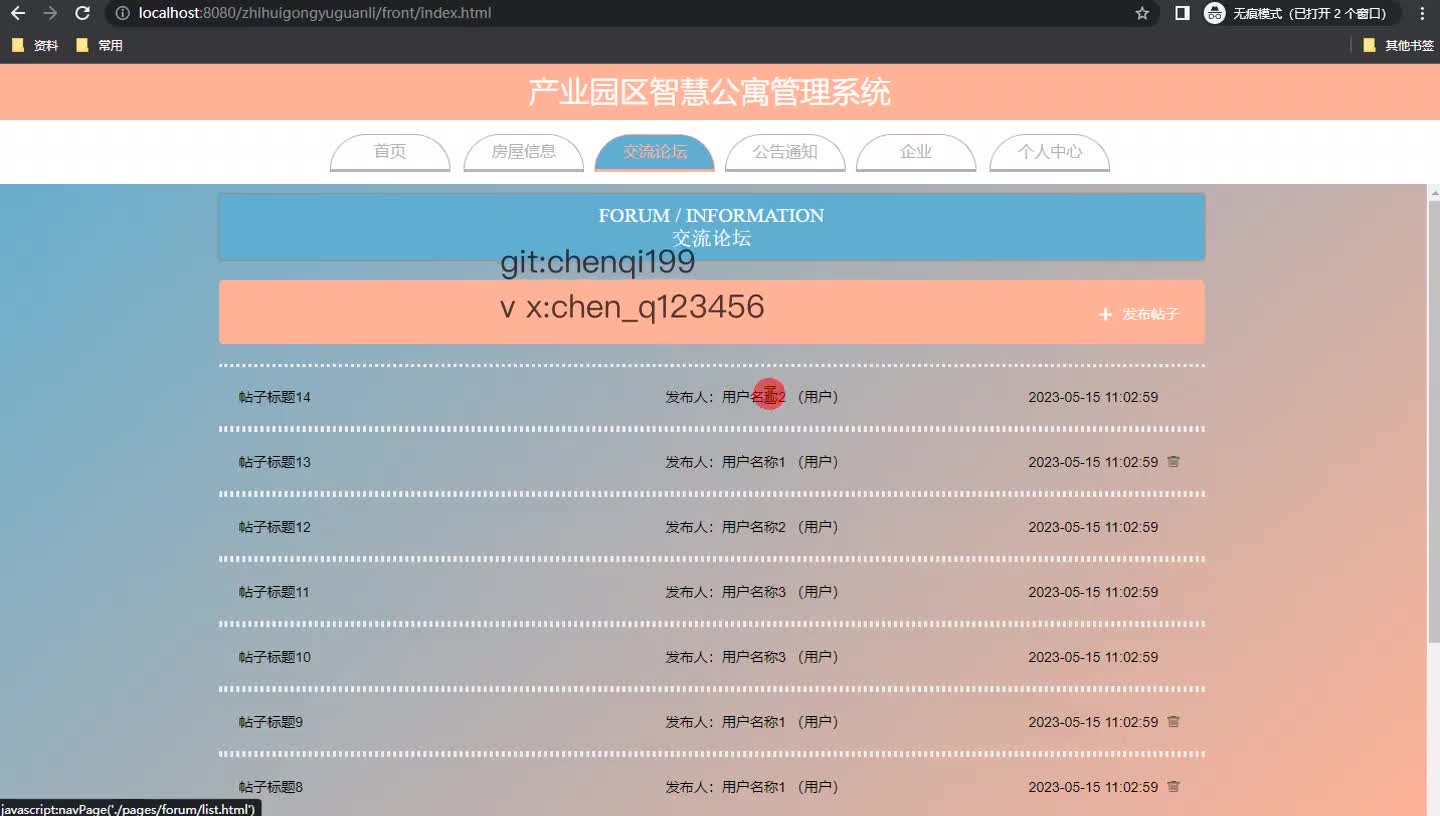 localhost:8080/zhihuigongyuguanli/front/index.html
无痕模式（已打开 2 个窗口）
资料 常用 其他书签
产业园区智慧公寓管理系统
首页 房屋信息 交流论坛 公告通知 企业 个人中心
FORUM / INFORMATION
交流论坛
git:chenqi199
v x:chen_q123456
+ 发布帖子
帖子标题14 发布人：用户名称2 （用户） 2023-05-15 11:02:59
帖子标题13 发布人：用户名称1 （用户） 2023-05-15 11:02:59
帖子标题12 发布人：用户名称2 （用户） 2023-05-15 11:02:59
帖子标题11 发布人：用户名称3 （用户） 2023-05-15 11:02:59
帖子标题10 发布人：用户名称3 （用户） 2023-05-15 11:02:59
帖子标题9 发布人：用户名称1 （用户） 2023-05-15 11:02:59
帖子标题8 发布人：用户名称1 （用户） 2023-05-15 11:02:59
javascript:navPage('./pages/forum/list.html')